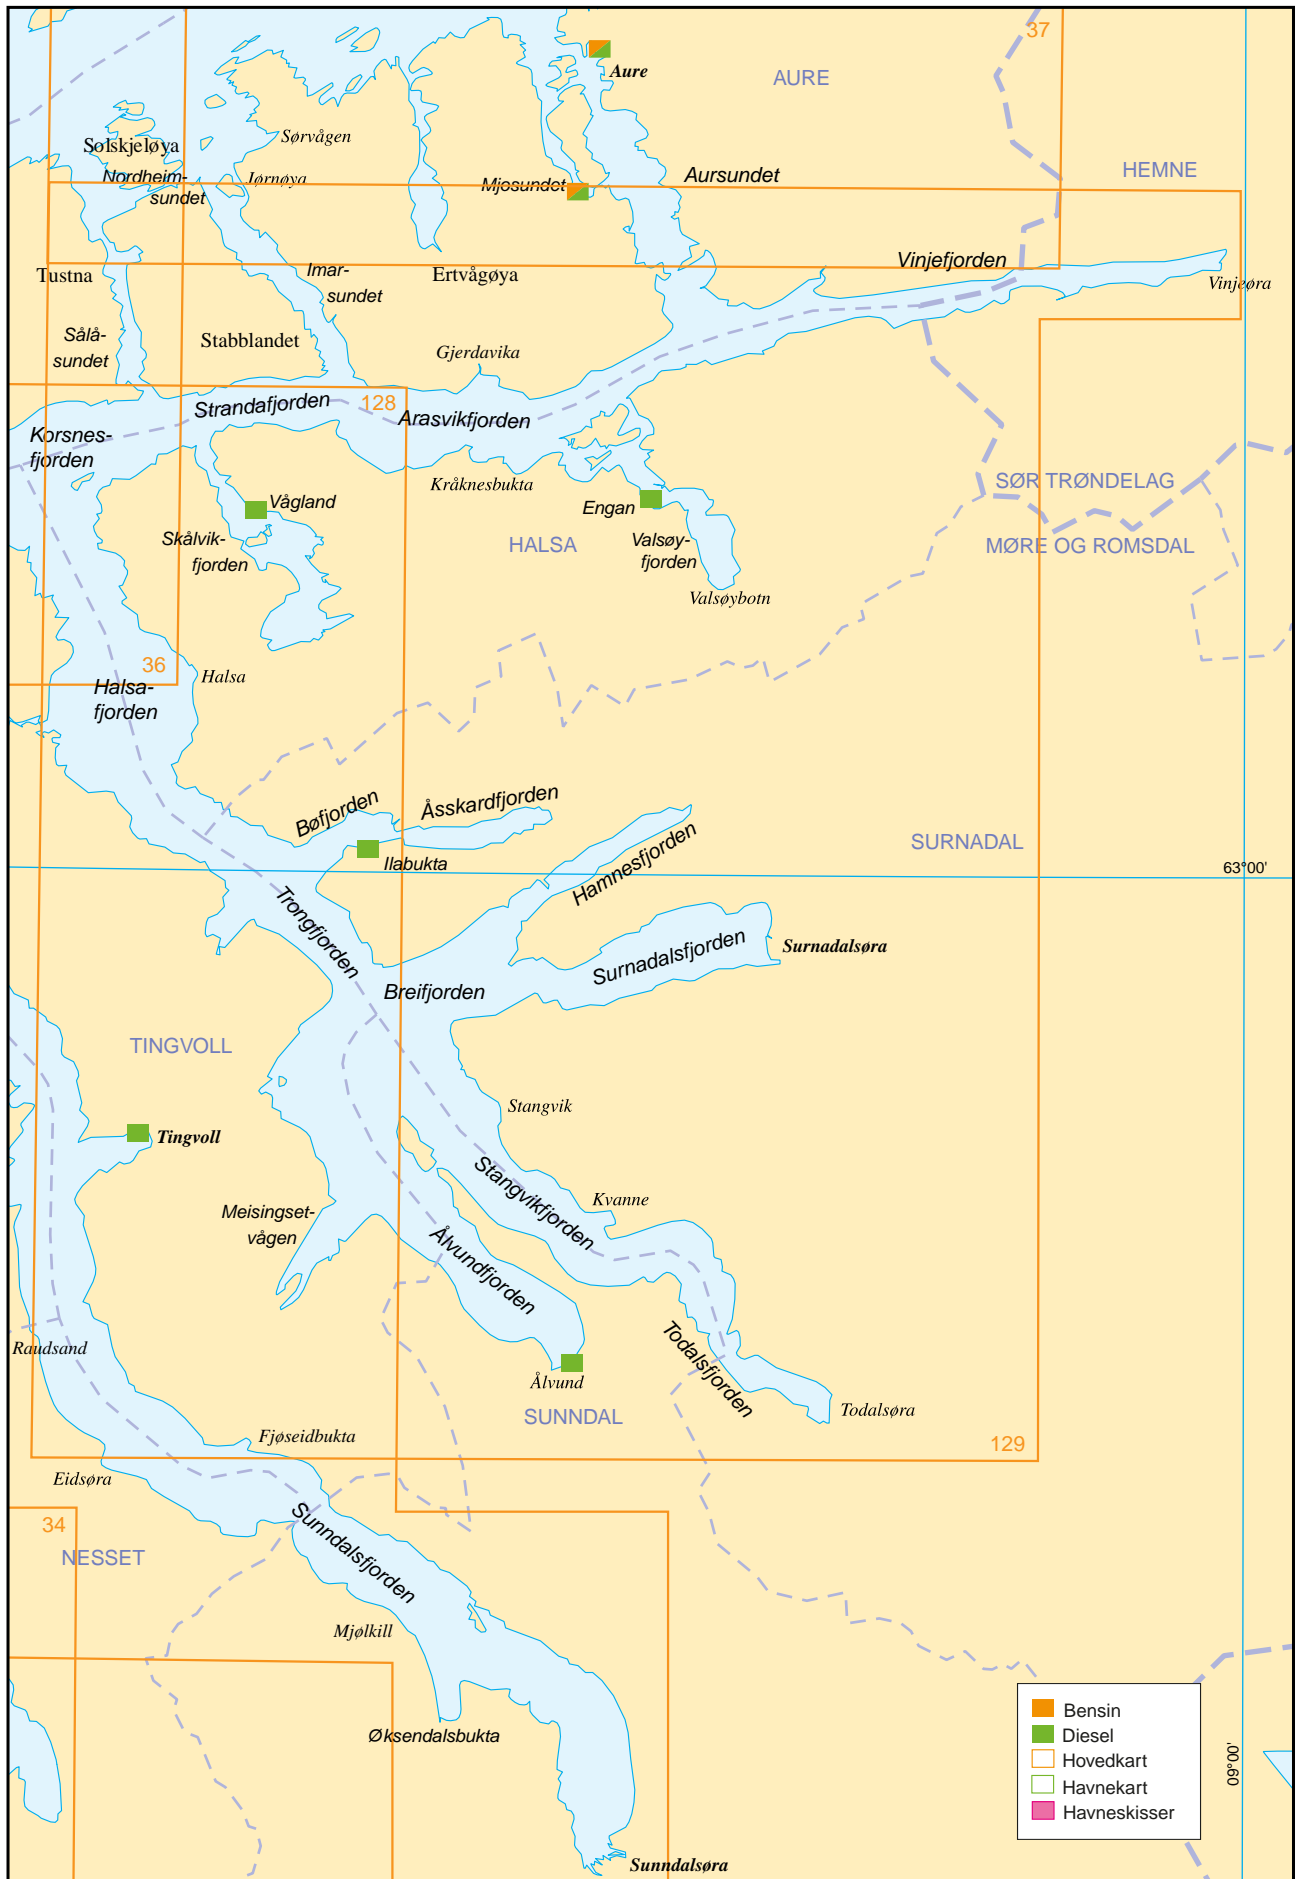 37
Aure
AURE
Sørvågen
Solskjeløya
Nordheim-
sundet
Jørnøya
Mjosundet
Aursundet
HEMNE
Tustna
Imar-
sundet
Ertvågøya
Vinjefjorden
Vinjeøra
Sålå-
sundet
Stabblandet
Gjerdavika
Strandafjorden
128
Arasvikfjorden
Korsnes-
fjorden
Kråknesbukta
SØR TRØNDELAG
Vågland
Engan
Skålvik-
fjorden
HALSA
Valsøy-
fjorden
MØRE OG ROMSDAL
Valsøybotn
36
Halsa
Halsa-
fjorden
Bøfjorden
Åsskardfjorden
Ilabukta
Hamnesfjorden
SURNADAL
63°00'
Trongfjorden
Surnadalsfjorden
Surnadalsøra
Breifjorden
TINGVOLL
Stangvik
Tingvoll
Stangvikfjorden
Kvanne
Meisingset-
vågen
Ålvundfjorden
Raudsand
Todalsfjorden
Ålvund
SUNNDAL
Todalsøra
Fjøseidbukta
129
Eidsøra
34
Sunndalsfjorden
NESSET
Mjølkill
Øksendalsbukta
Bensin
Diesel
Hovedkart
Havnekart
Havneskisser
09°00'
Sunndalsøra